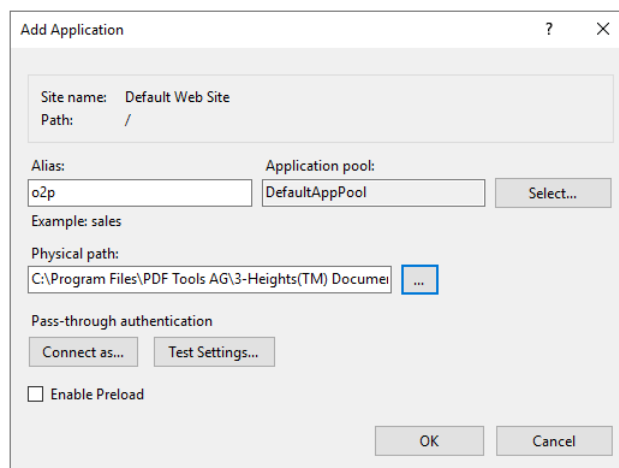 Add Application
?
Site name: Default Web Site
Path: /
Alias: Application pool:
o2p DefaultAppPool Select...
Example: sales
Physical path:
C:\Program Files\PDF Tools AG\3-Heights(TM) Documer ...
Pass-through authentication
Connect as... Test Settings...
Enable Preload
OK Cancel